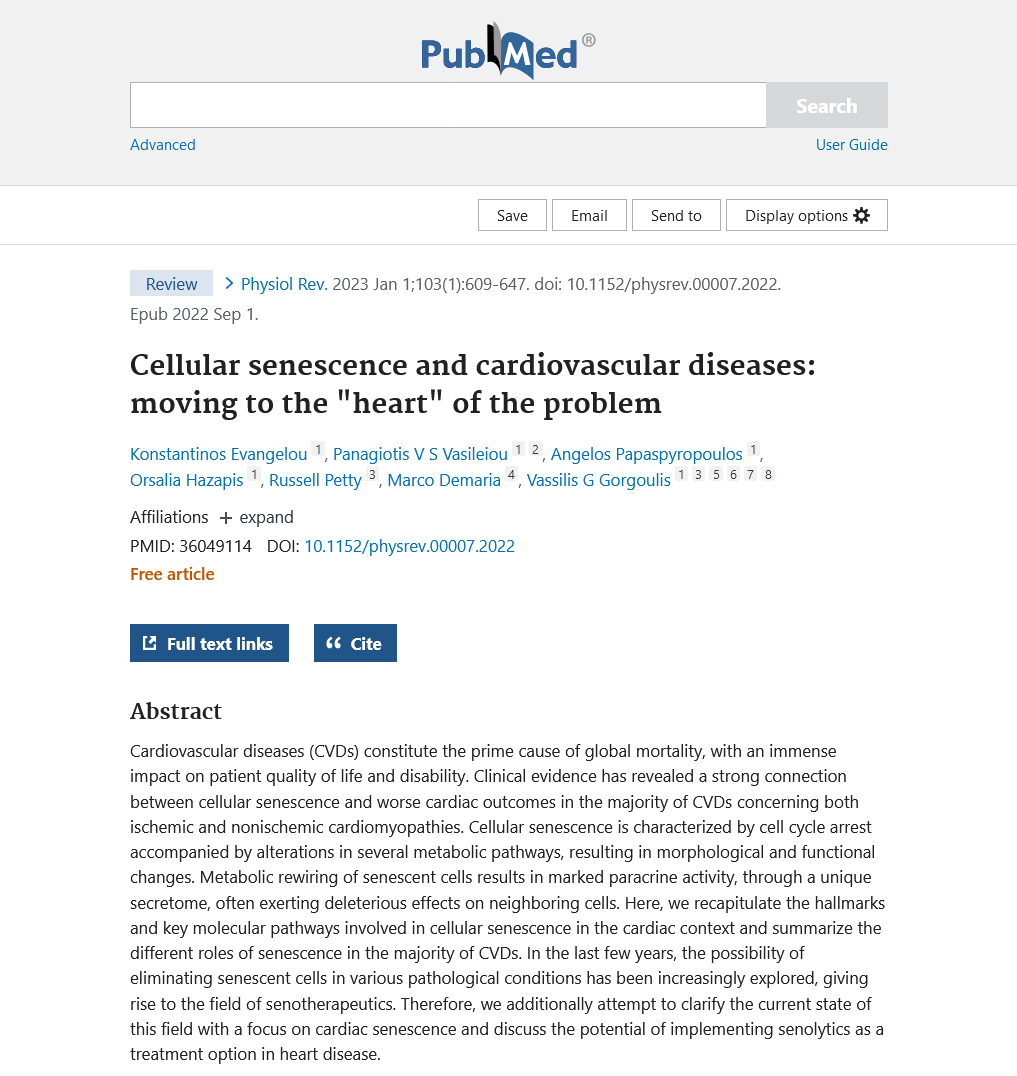 PubMed®
Search
Advanced
User Guide
Save
Email
Send to
Display options
Review
Physiol Rev. 2023 Jan 1;103(1):609-647. doi: 10.1152/physrev.00007.2022.
Epub 2022 Sep 1.
Cellular senescence and cardiovascular diseases:
moving to the "heart" of the problem
Konstantinos Evangelou 1, Panagiotis V S Vasileiou 1 2, Angelos Papaspyropoulos 1,
Orsalia Hazapis 1, Russell Petty 3, Marco Demaria 4, Vassilis G Gorgoulis 1 3 5 6 7 8
Affiliations + expand
PMID: 36049114 DOI: 10.1152/physrev.00007.2022
Free article
Full text links
Cite
Abstract
Cardiovascular diseases (CVDs) constitute the prime cause of global mortality, with an immense
impact on patient quality of life and disability. Clinical evidence has revealed a strong connection
between cellular senescence and worse cardiac outcomes in the majority of CVDs concerning both
ischemic and nonischemic cardiomyopathies. Cellular senescence is characterized by cell cycle arrest
accompanied by alterations in several metabolic pathways, resulting in morphological and functional
changes. Metabolic rewiring of senescent cells results in marked paracrine activity, through a unique
secretome, often exerting deleterious effects on neighboring cells. Here, we recapitulate the hallmarks
and key molecular pathways involved in cellular senescence in the cardiac context and summarize the
different roles of senescence in the majority of CVDs. In the last few years, the possibility of
eliminating senescent cells in various pathological conditions has been increasingly explored, giving
rise to the field of senotherapeutics. Therefore, we additionally attempt to clarify the current state of
this field with a focus on cardiac senescence and discuss the potential of implementing senolytics as a
treatment option in heart disease.